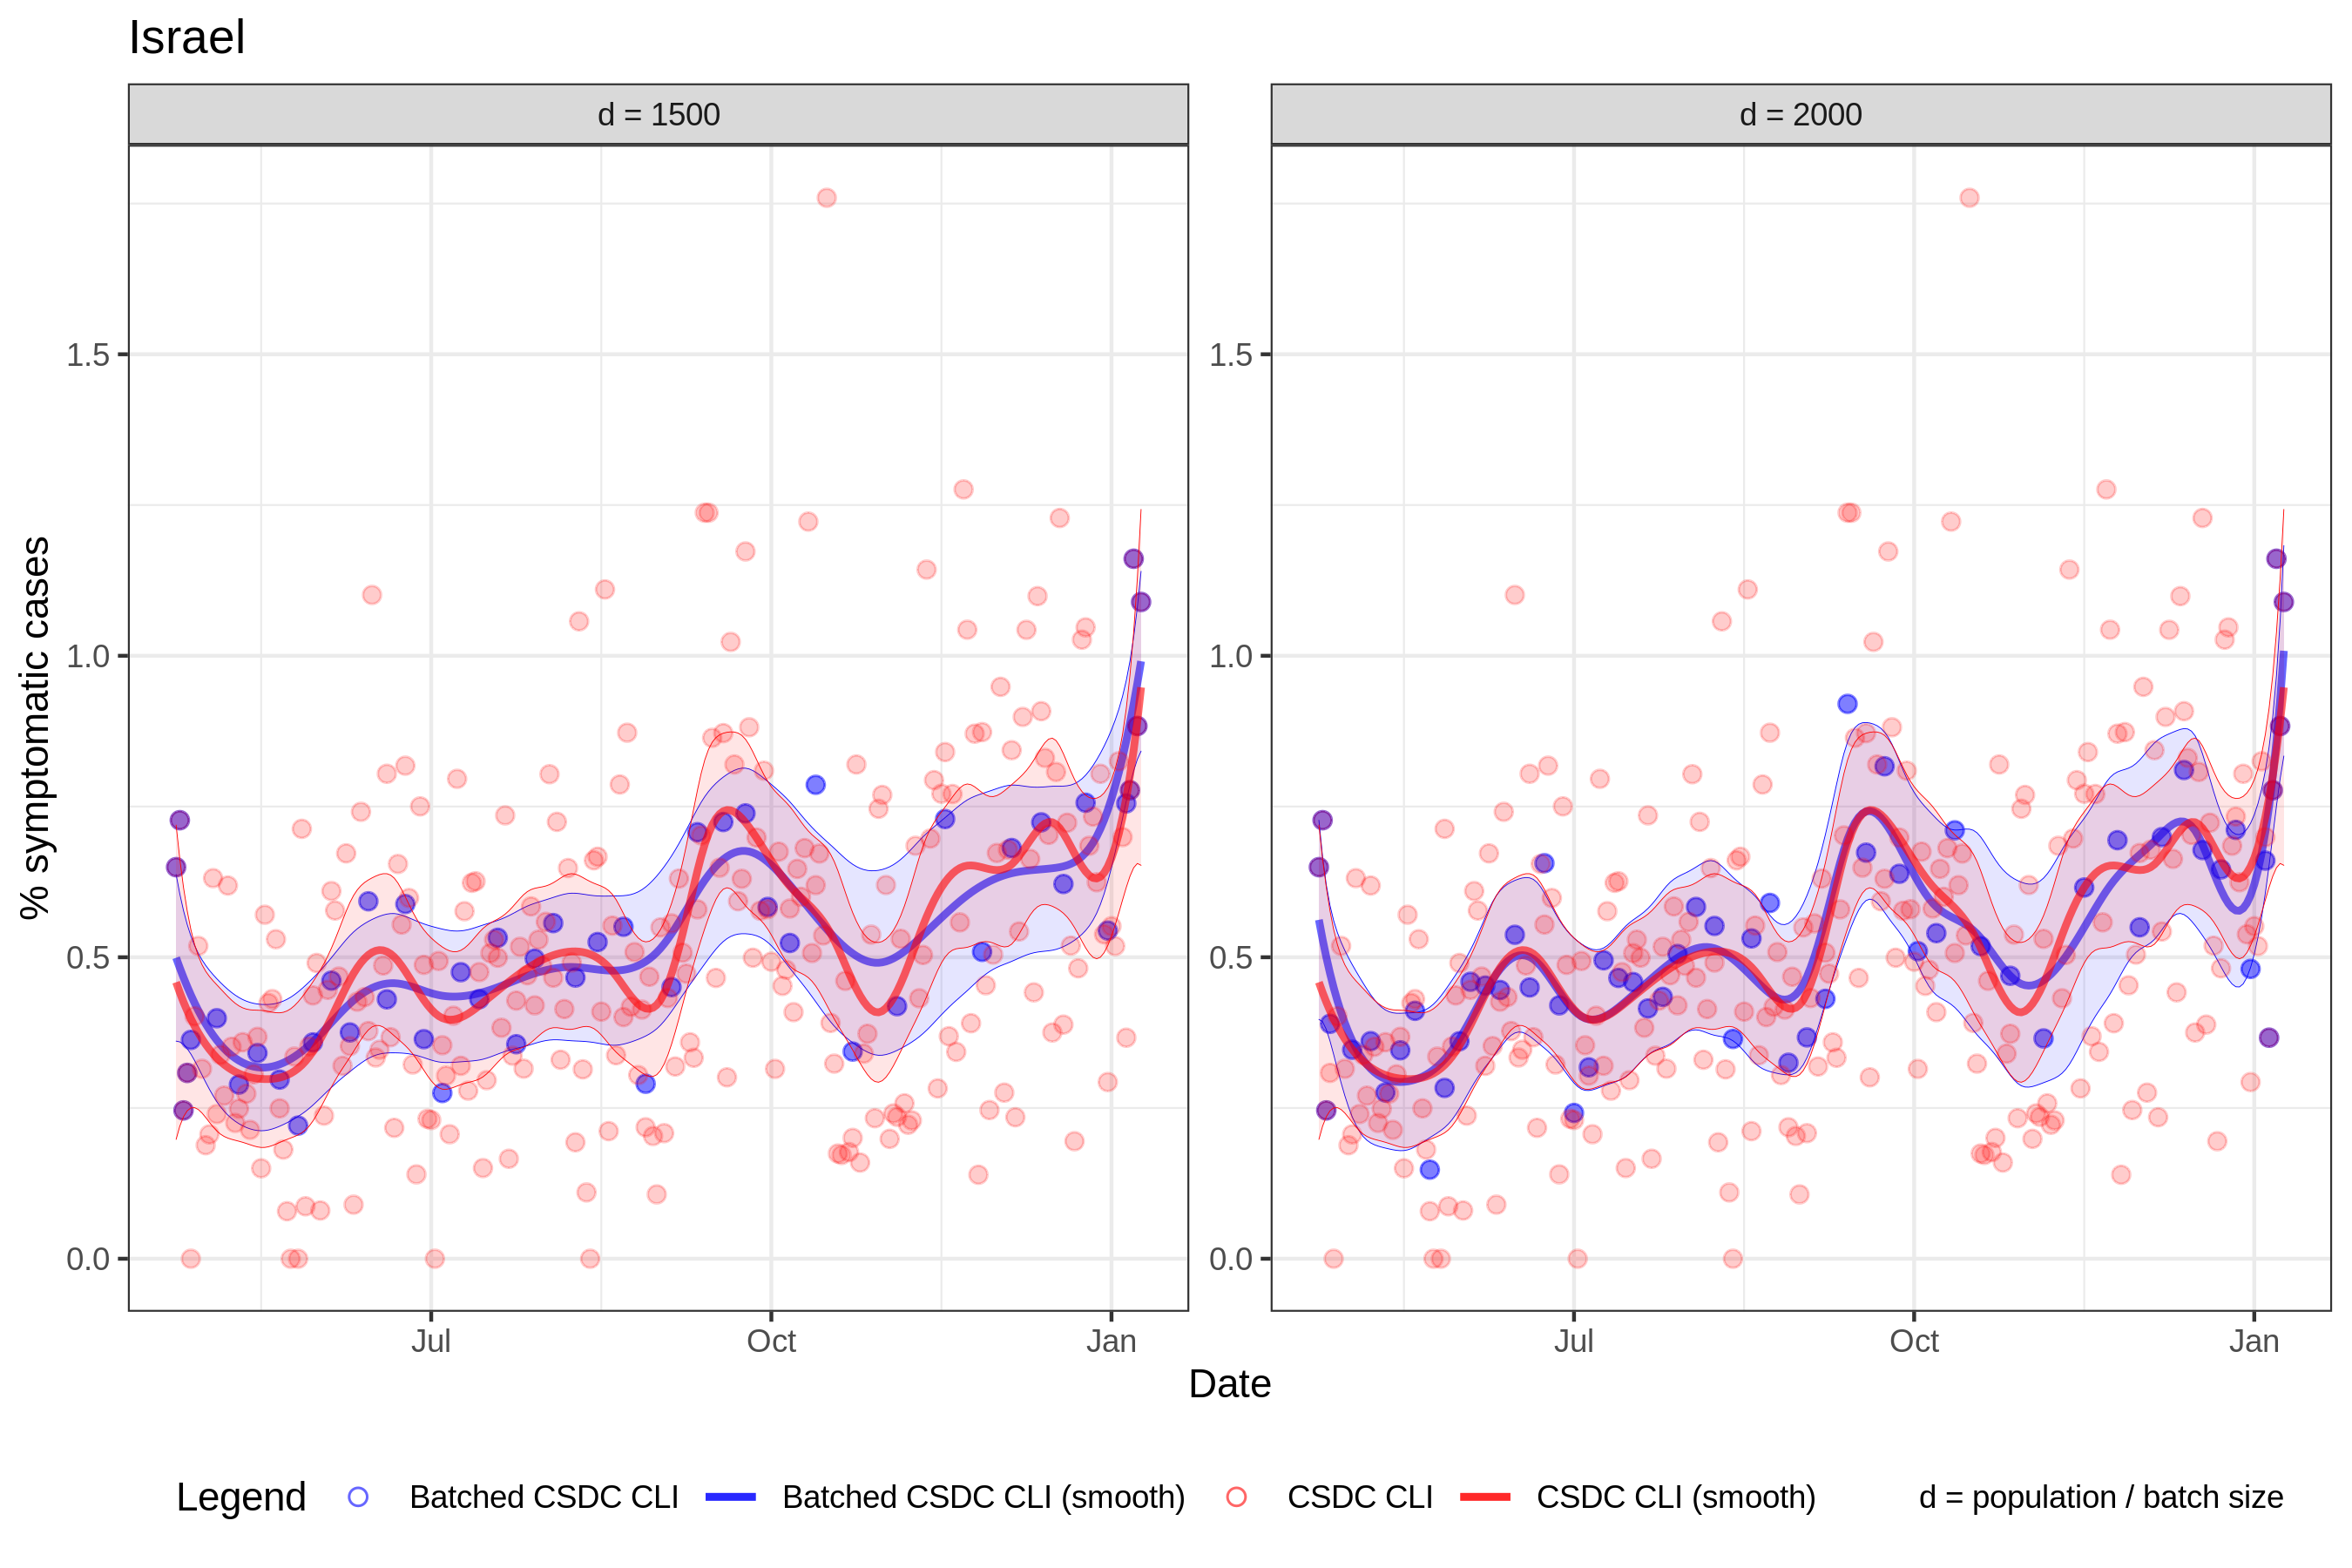 Israel
d = 1500
d = 2000
% symptomatic cases
1.5
1.0
0.5
0.0
1.5
1.0
0.5
0.0
Jul
Oct
Jan
Jul
Oct
Jan
Date
Legend Batched CSDC CLI Batched CSDC CLI (smooth) CSDC CLI CSDC CLI (smooth) d = population / batch size